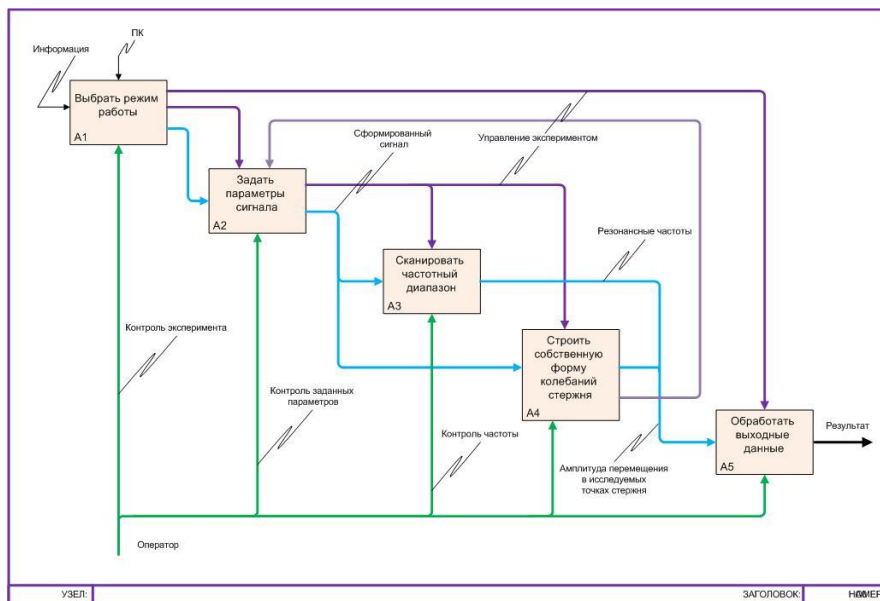 ПК
Информация
Выбрать режим
работы
A1
Сформированный
сигнал
Управление экспериментом
Задать
параметры
сигнала
A2
Резонансные частоты
Сканировать
частотный
диапазон
A3
Контроль эксперимента
Строить
собственную
форму
колебаний
стержня
A4
Контроль заданных
параметров
Контроль частоты
Обработать
выходные
данные
A5
Результат
Амплитуда перемещения
в исследуемых
точках стержня
Оператор
УЗЕЛ:
ЗАГОЛОВОК: